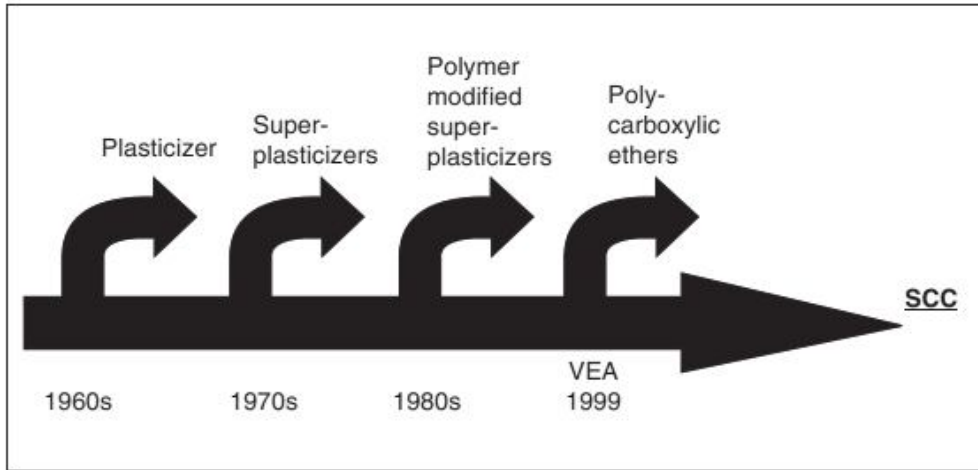 Plasticizer
Super-
plasticizers
Polymer
modified
super-
plasticizers
Poly-
carboxylic
ethers
SCC
VEA
1960s
1970s
1980s
1999